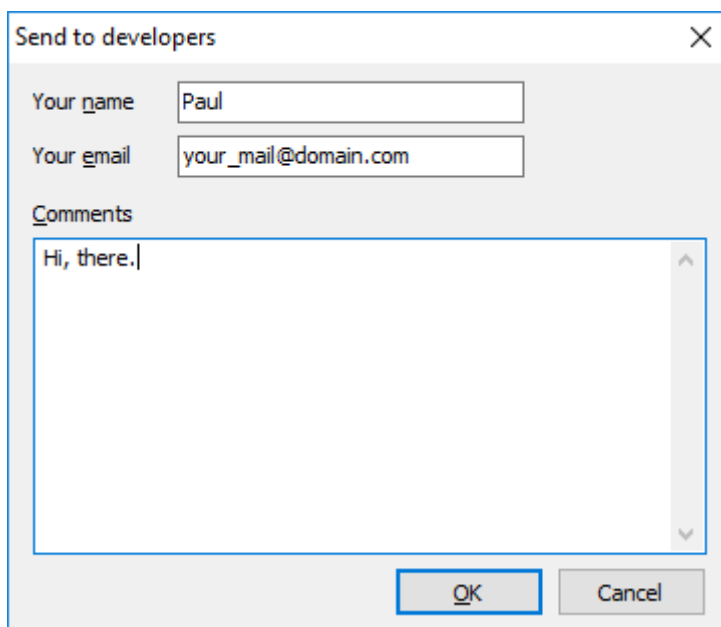 Send to developers
Your name Paul
Your email your_mail@domain.com
Comments
Hi, there.
OK Cancel